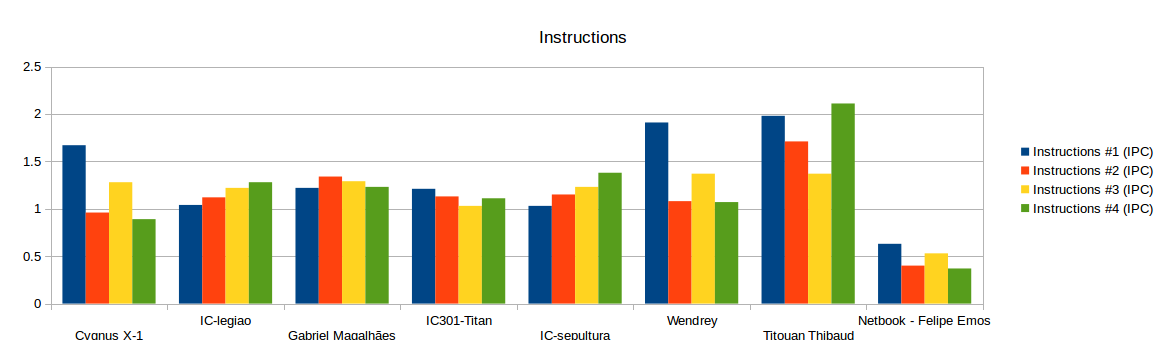 Instructions
2.5
2
1.5
1
0.5
0
Cygnus X-1
IC-legiao
Gabriel Magalhães
IC301-Titan
IC-sepultura
Wendrey
Titouan Thibaud
Netbook - Felipe Emos
Instructions #1 (IPC)
Instructions #2 (IPC)
Instructions #3 (IPC)
Instructions #4 (IPC)